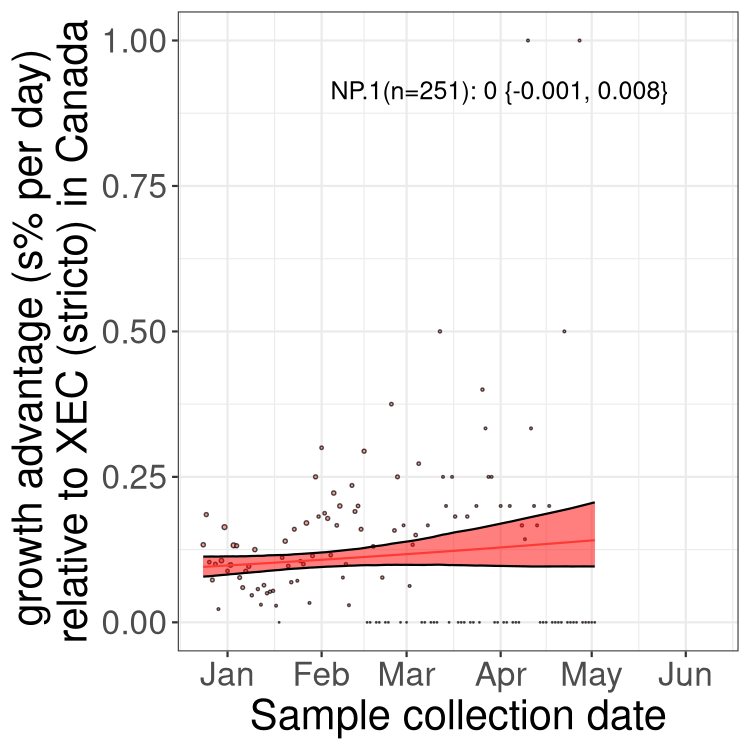 growth advantage (s% per day)
relative to XEC (stricto) in Canada
1.00
0.75
0.50
0.25
0.00
NP.1(n=251): 0 {-0.001, 0.008}
Jan Feb Mar Apr May Jun
Sample collection date